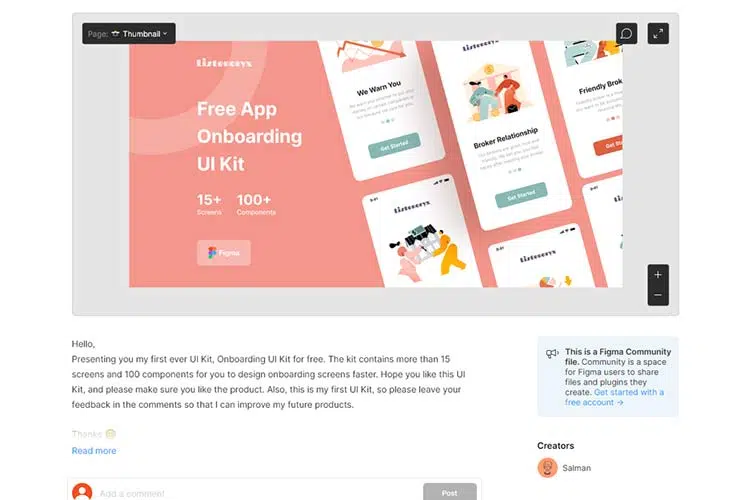 Page: Thumbnail
Listoceryx
Free App
Onboarding
UI Kit
15+
Screens
100+
Components
Figma
We Warn You
Get Started
Broker Relationship
Get Started
Friendly Brok
Listoceryx
Listoceryx
Hello,
Presenting you my first ever UI Kit, Onboarding UI Kit for free. The kit contains more than 15
screens and 100 components for you to design onboarding screens faster. Hope you like this UI
Kit, and please make sure you like the product. Also, this is my first UI Kit, so please leave your
feedback in the comments so that I can improve my future products.
Thanks
Read more
Add a comment...
Post
This is a Figma Community
file. Community is a space
for Figma users to share
files and plugins they
create. Get started with a
free account →
Creators
Salman